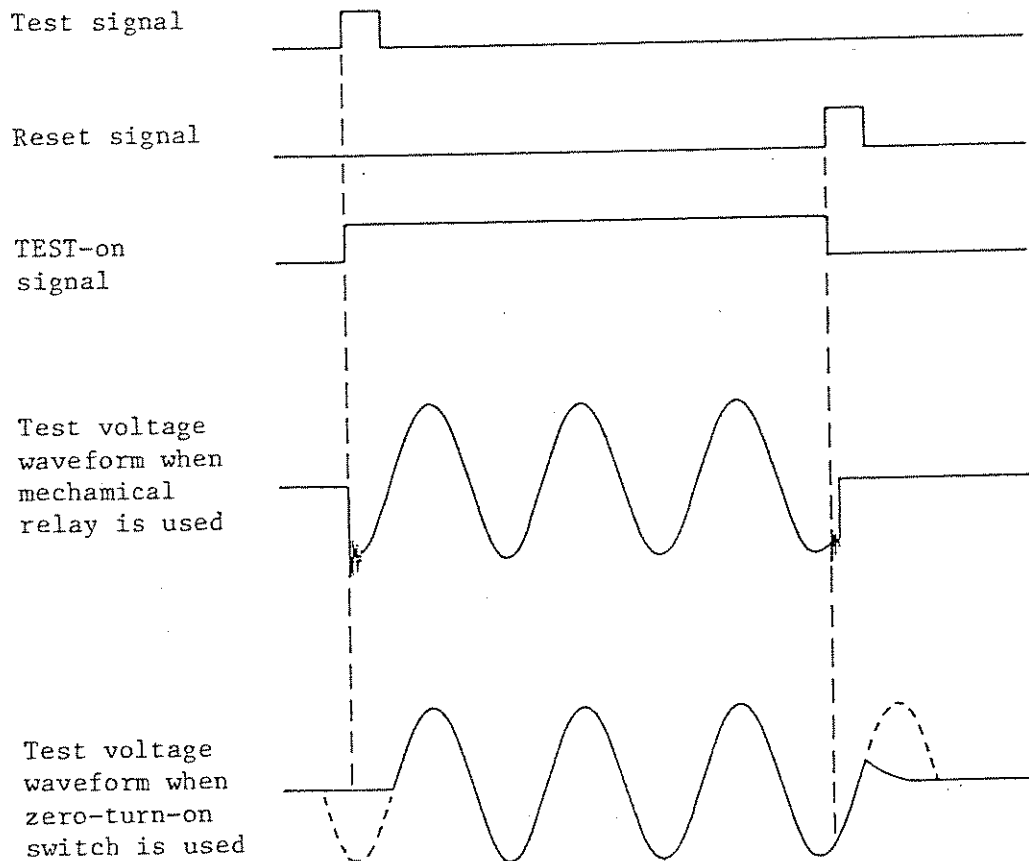 Test signal
Reset signal
TEST-on
signal
Test voltage
waveform when
mechamical
relay is used
Test voltage
waveform when
zero-turn-on
switch is used